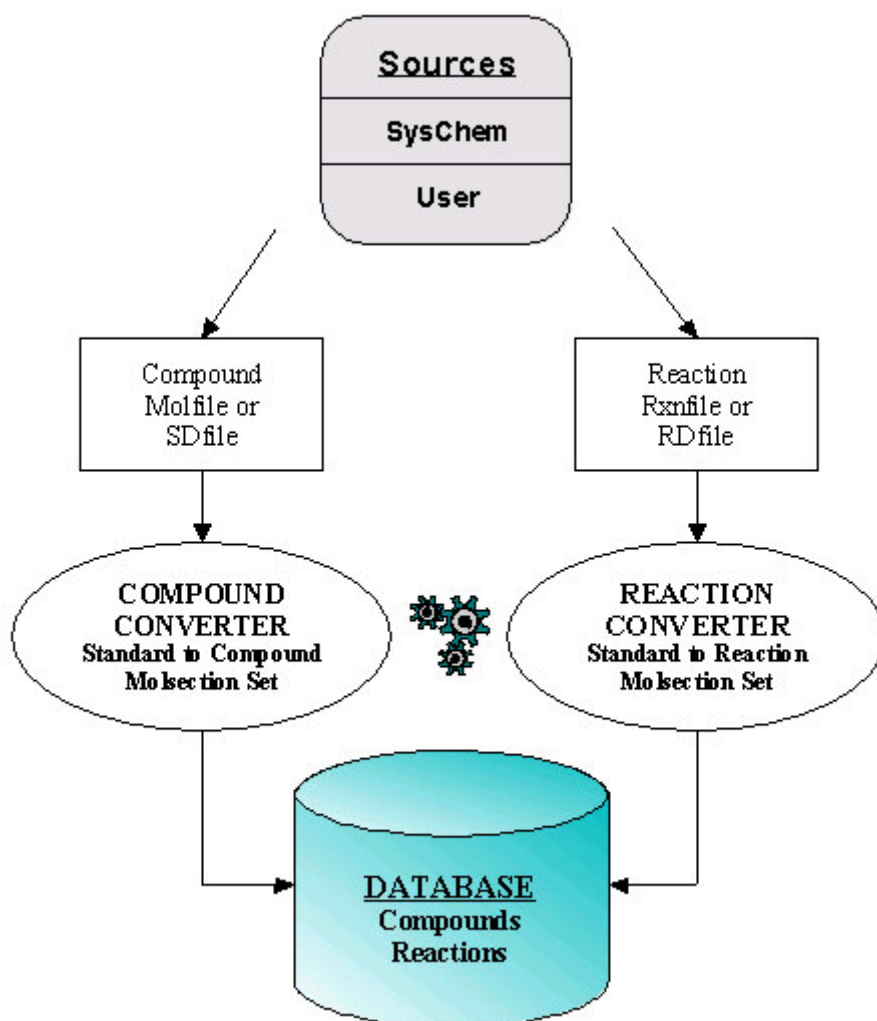 Sources
SysChem
User
Compound
Molfile or
SDfile
Reaction
Rxnfile or
RDfile
COMPOUND
CONVERTER
Standard to Compound
Molsection Set
REACTION
CONVERTER
Standard to Reaction
Molsection Set
DATABASE
Compounds
Reactions